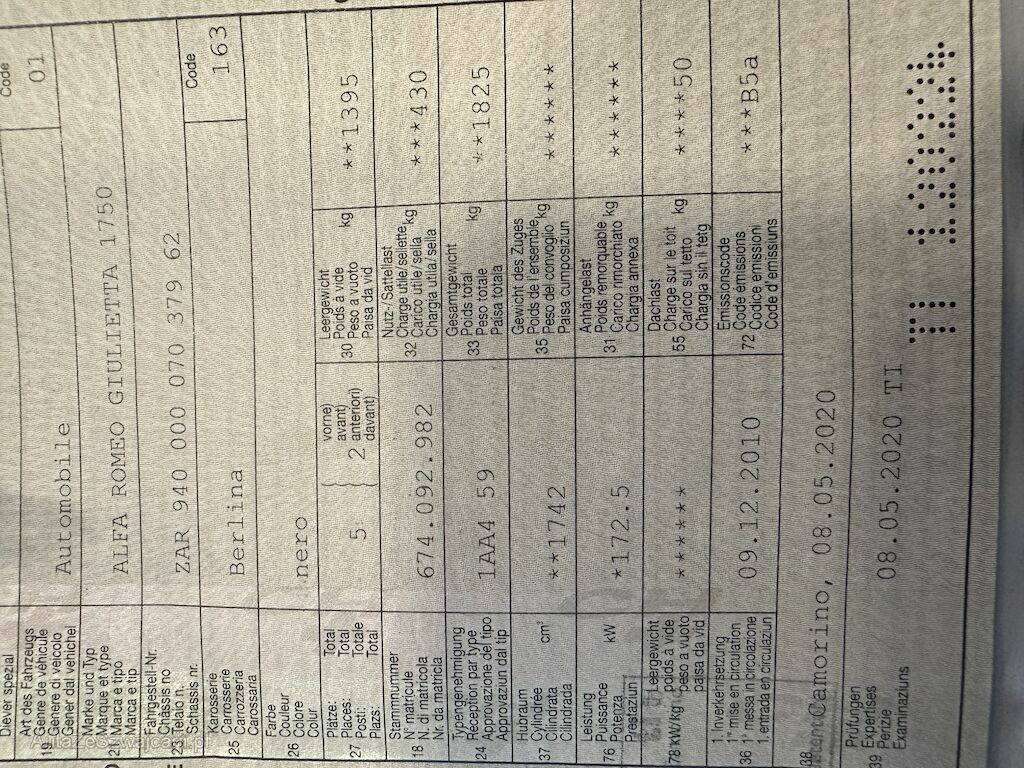 Diever spezial
Code
Art des Fahrzeugs
19 Genre de véhicule
Genere di veicolo
Gener dal vehichel
Automobile
01
Marke und Typ
Marque et type
Marca e tipo
Marca e tip
ALFA ROMEO GIULIETTA 1750
Fahrgestell-Nr.
Châssis no
23 Telaio n.
Schassis nr.
ZAR 940 000 070 379 62
Code
Karosserie
25 Carrosserie
Carrozzeria
Carossaria
Berlina
163
Farbe
Couleur
26 Colore
Colur
nero
Plätze: Total vorne)
Places: Total avant)
27 Posti: Totale anteriori)
Plazs: Total davant)
5 2
Leergewicht
Poids à vide
30 Peso a vuoto kg
Paisa da vid
**1395
Stammnummer
N° matricule
18 N. di matricola
Nr. da matricla
674.092.982
Nutz-/Sattellast
Charge utile/sellette
32 Carico utile/sella kg
Chargia utila/sella
***430
Typengenehmigung
Réception par type
24 Approvazione del tipo
Approvaziun dal tip
1AA4 59
Gesamtgewicht
Poids total
33 Peso totale kg
Paisa totala
**1825
Hubraum
Cylindrée cm³
37 Cilindrata
Cilindrada
**1742
Gewicht des Zuges
Poids de l'ensemble
35 Peso del convoglio kg
Paisa cumposiziun
******
Leistung
Puissance kW
76 Potenza
Prestaziun
*172.5
Anhängelast
Poids remorquable
31 Carico rimorchiato kg
Chargia annexa
******
Leergewicht
poids à vide
78 kW/kg peso a vuoto
paisa da vid
******
Dachlast
Charge sur le toit
55 Carico sul tetto kg
Chargia sin il tetg
****50
1. Inverkehrsetzung
1re mise en circulation
36 1a messa in circolazione
1. entrada en circulaziun
09.12.2010
Emissionscode
72 Code émissions
Codice emissioni
Code d'emissiuns
***B5a
38
Camorino, 08.05.2020
Prüfungen
Expertises
39 Perizie
Examinaziuns
08.05.2020 TI